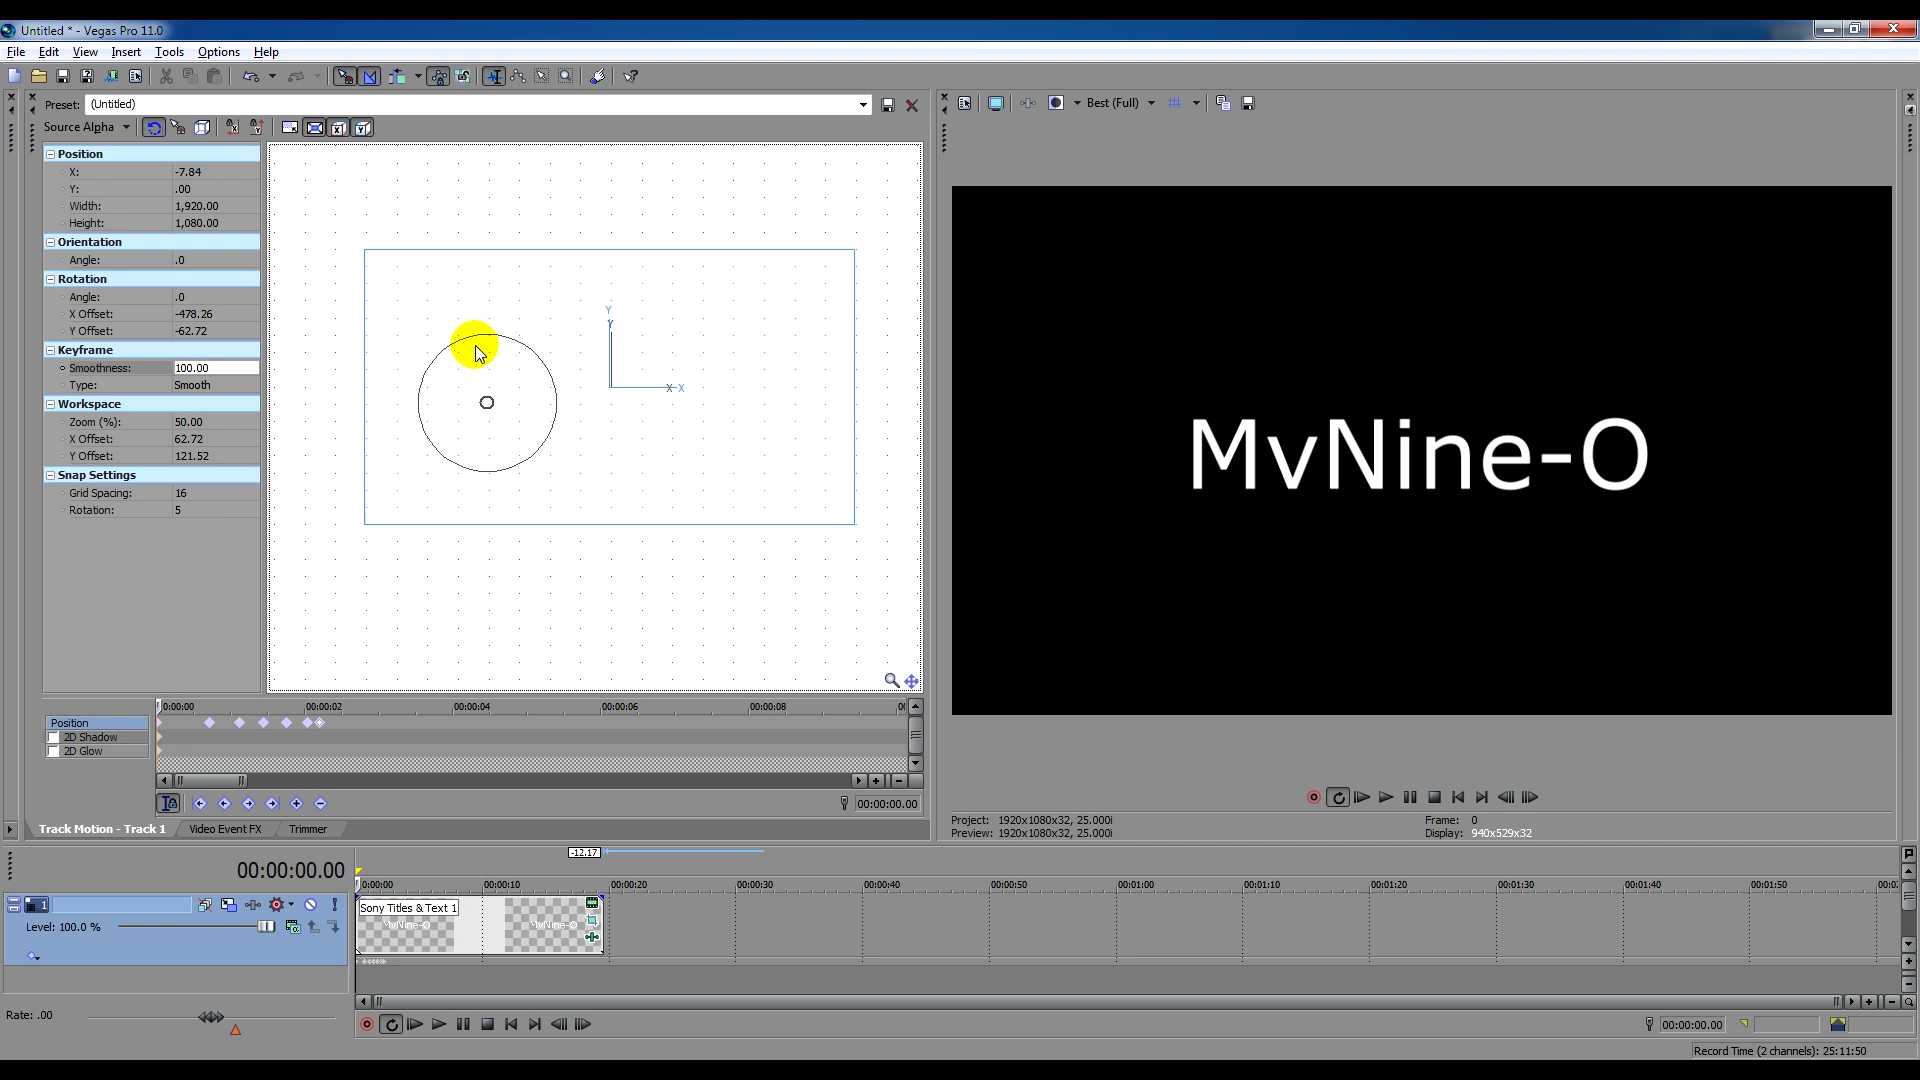 Untitled * - Vegas Pro 11.0
File Edit View Insert Tools Options Help
Preset: (Untitled)
Source Alpha
Best (Full)
Position
X: -7.84
Y: .00
Width: 1,920.00
Height: 1,080.00
Orientation
Angle: .0
Rotation
Angle: .0
X Offset: -478.26
Y Offset: -62.72
Keyframe
Smoothness: 100.00
Type: Smooth
Workspace
Zoom (%): 50.00
X Offset: 62.72
Y Offset: 121.52
Snap Settings
Grid Spacing: 16
Rotation: 5
Y
Y
X X
MvNine-O
0:00:00 00:00:02 00:00:04 00:00:06 00:00:08
Position
2D Shadow
2D Glow
00:00:00.00
Track Motion - Track 1 Video Event FX Trimmer
Project: 1920x1080x32, 25.000i
Preview: 1920x1080x32, 25.000i
Frame: 0
Display: 940x529x32
-12.17
00:00:00.00
0:00:00 00:00:10 00:00:20 00:00:30 00:00:40 00:00:50 00:01:00 00:01:10 00:01:20 00:01:30 00:01:40 00:01:50
1
Level: 100.0 %
Sony Titles & Text 1
MvNine-O MvNine-O
Rate: .00
00:00:00.00
Record Time (2 channels): 25:11:50